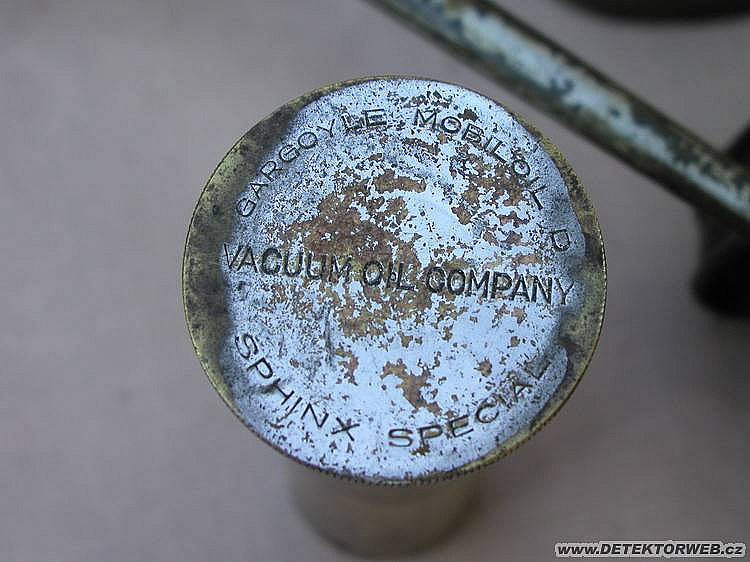 GARGOYLE MOBILOIL D
VACUUM OIL COMPANY
SPHINX SPECIAL
www.DETEKTORWEB.cz